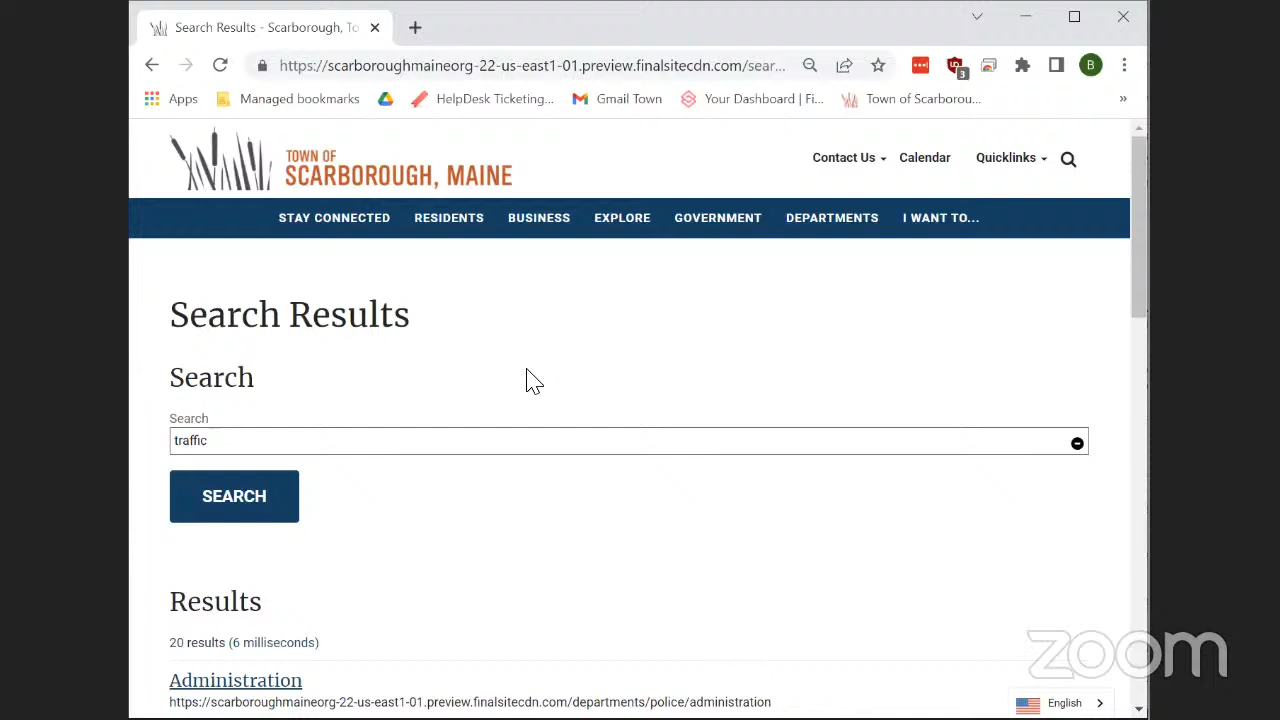 Search Results - Scarborough, To
https://scarboroughmaineorg-22-us-east1-01.preview.finalsitecdn.com/sear...
3
B
Apps
Managed bookmarks
HelpDesk Ticketing...
Gmail Town
Your Dashboard | Fi...
Town of Scarborou...
»
TOWN OF
SCARBOROUGH, MAINE
Contact Us
Calendar
Quicklinks
STAY CONNECTED
RESIDENTS
BUSINESS
EXPLORE
GOVERNMENT
DEPARTMENTS
I WANT TO...
Search Results
Search
Search
traffic
SEARCH
Results
20 results (6 milliseconds)
Administration
https://scarboroughmaineorg-22-us-east1-01.preview.finalsitecdn.com/departments/police/administration
English
zoom